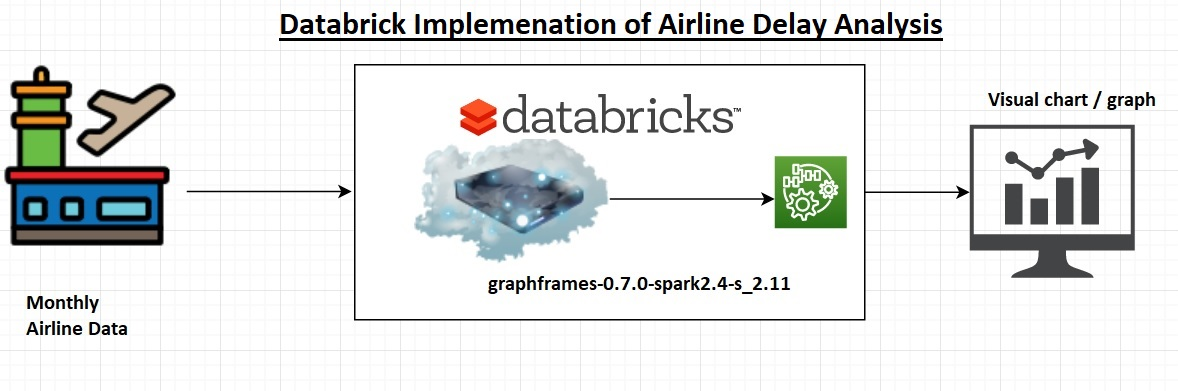 Databrick Implemenation of Airline Delay Analysis
databricks™
Visual chart / graph
graphframes-0.7.0-spark2.4-s_2.11
Monthly
Airline Data